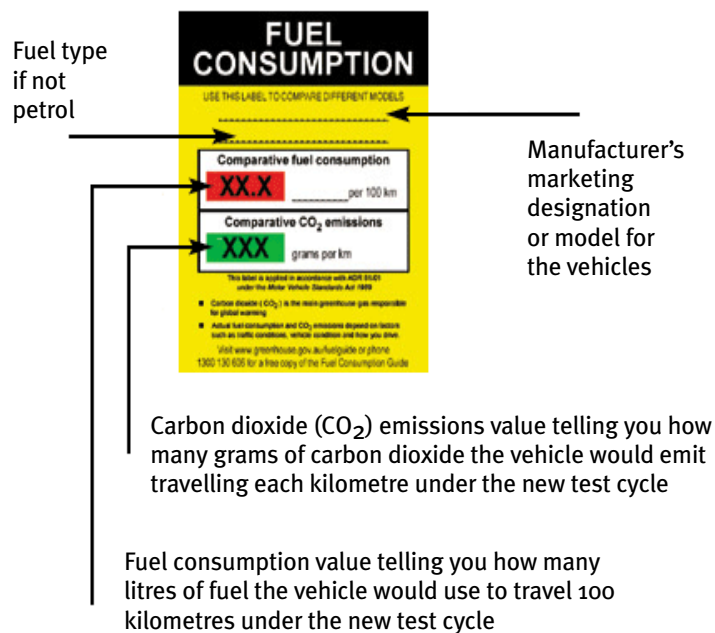 Fuel type
if not
petrol
FUEL
CONSUMPTION
USE THIS LABEL TO COMPARE DIFFERENT MODELS
Manufacturer's
marketing
designation
or model for
the vehicles
Comparative fuel consumption
XX.X per 100 km
Comparative CO₂ emissions
XXX grams per km
This label is applied in accordance with ADR 81/01
under the Motor Vehicle Standards Act 1989
■ Carbon dioxide (CO₂) is the main greenhouse gas responsible
for global warming
■ Actual fuel consumption and CO₂ emissions depend on factors
such as traffic conditions, vehicle condition and how you drive.
Visit www.greenhouse.gov.au/fuelguide or phone
1300 130 606 for a free copy of the Fuel Consumption Guide
Carbon dioxide (CO₂) emissions value telling you how
many grams of carbon dioxide the vehicle would emit
travelling each kilometre under the new test cycle
Fuel consumption value telling you how many
litres of fuel the vehicle would use to travel 100
kilometres under the new test cycle